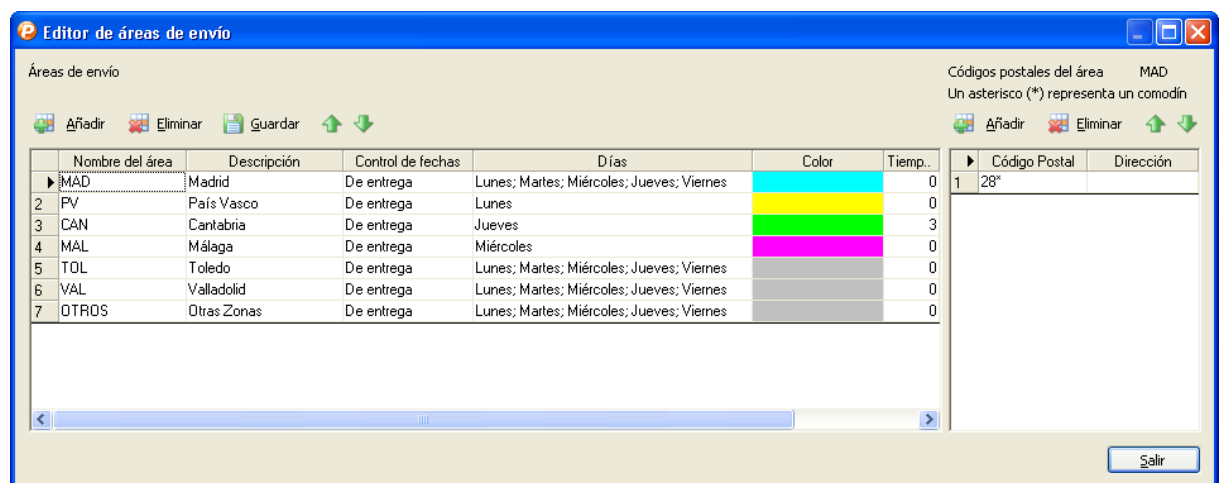 Editor de áreas de envío
Áreas de envío
Códigos postales del área MAD
Un asterisco (*) representa un comodín
Añadir Eliminar Guardar
Añadir Eliminar
Nombre del área Descripción Control de fechas Días Color Tiemp..
MAD Madrid De entrega Lunes; Martes; Miércoles; Jueves; Viernes 0
2 PV País Vasco De entrega Lunes 0
3 CAN Cantabria De entrega Jueves 3
4 MAL Málaga De entrega Miércoles 0
5 TOL Toledo De entrega Lunes; Martes; Miércoles; Jueves; Viernes 0
6 VAL Valladolid De entrega Lunes; Martes; Miércoles; Jueves; Viernes 0
7 OTROS Otras Zonas De entrega Lunes; Martes; Miércoles; Jueves; Viernes 0
Código Postal Dirección
1 28*
Salir